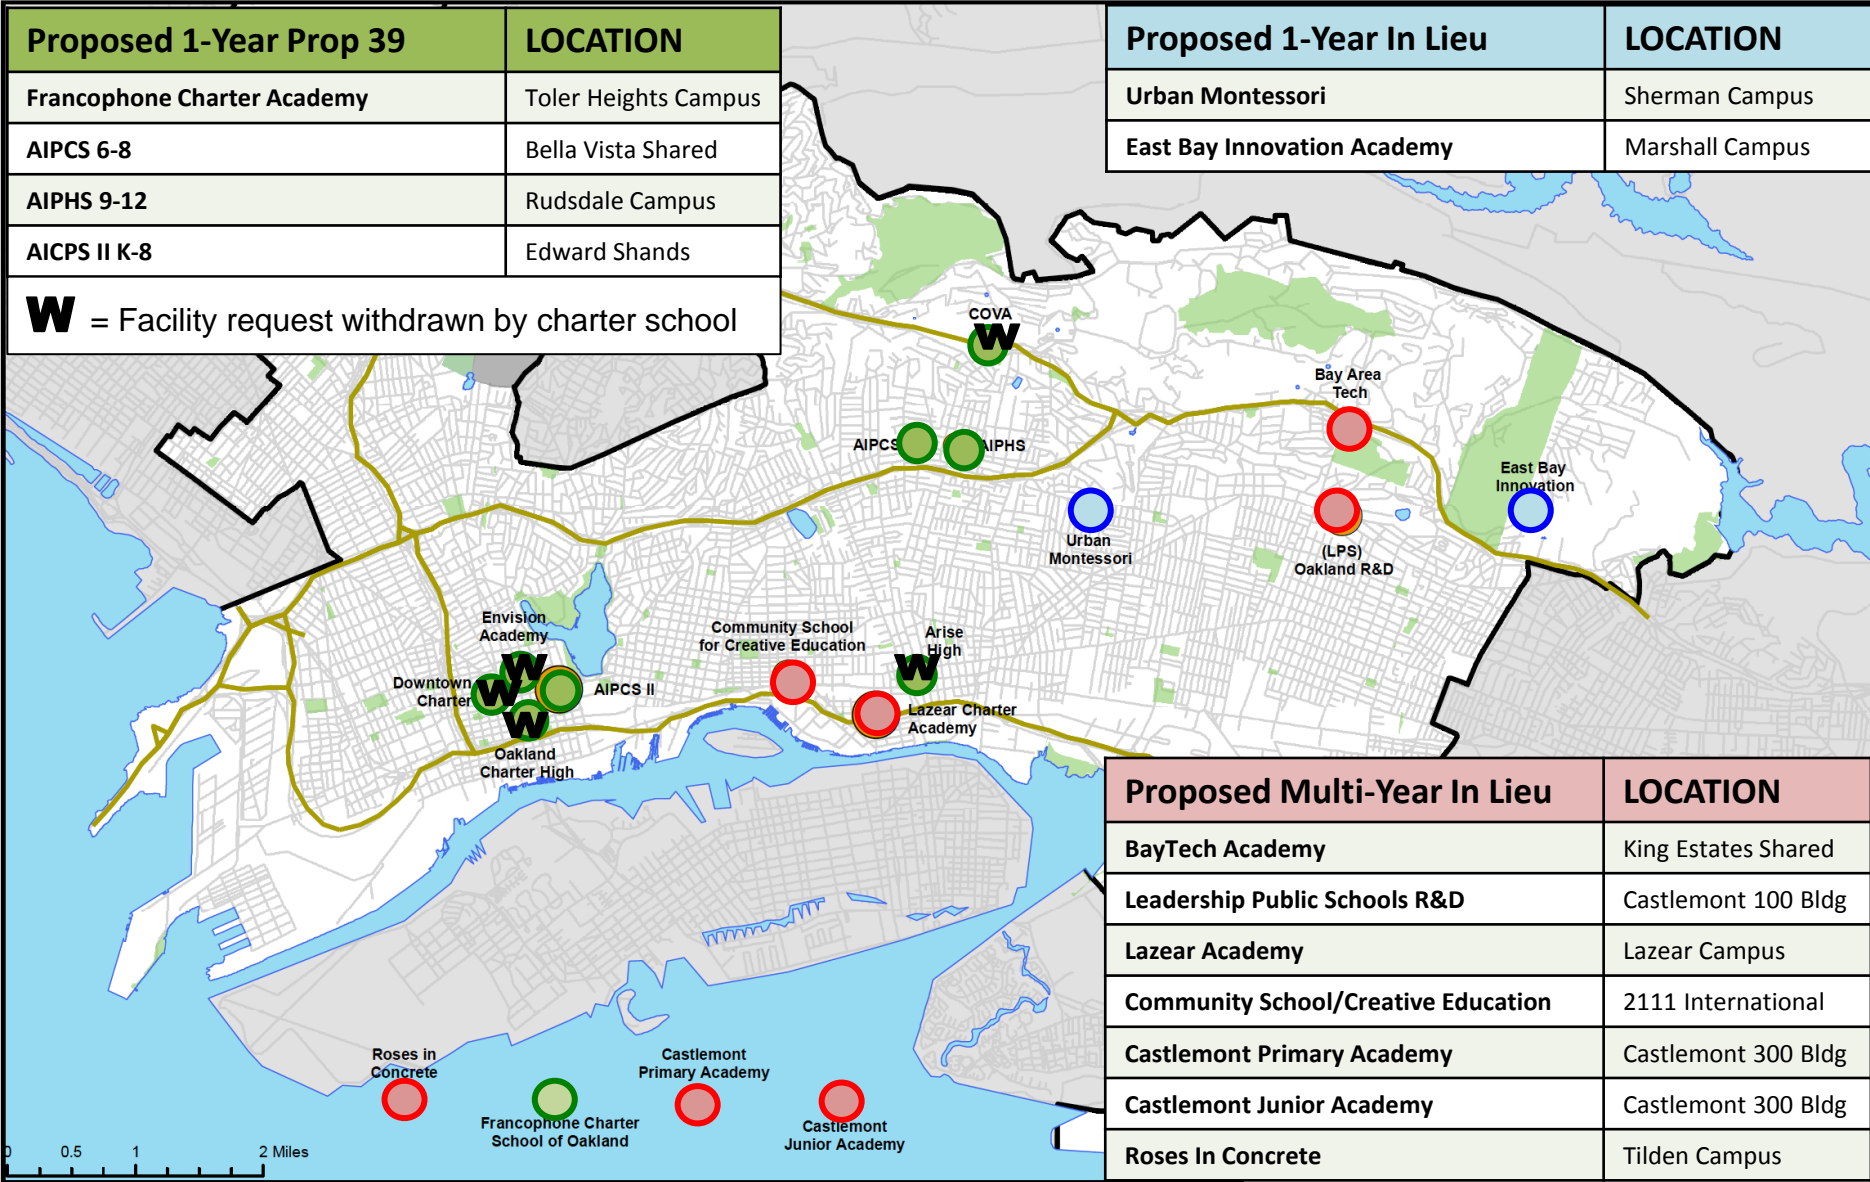 Proposed 1-Year Prop 39 LOCATION
Francophone Charter Academy Toler Heights Campus
AIPCS 6-8 Bella Vista Shared
AIPHS 9-12 Rudsdale Campus
AICPS II K-8 Edward Shands
W = Facility request withdrawn by charter school
Proposed 1-Year In Lieu LOCATION
Urban Montessori Sherman Campus
East Bay Innovation Academy Marshall Campus
COVA
W
Bay Area
Tech
AIPCS
AIPHS
East Bay
Innovation
Urban
Montessori
(LPS)
Oakland R&D
Envision
Academy
W
Downtown
Charter
W
AIPCS II
W
Oakland
Charter High
Community School
for Creative Education
Arise
High
W
Lazear Charter
Academy
Proposed Multi-Year In Lieu LOCATION
BayTech Academy King Estates Shared
Leadership Public Schools R&D Castlemont 100 Bldg
Lazear Academy Lazear Campus
Community School/Creative Education 2111 International
Castlemont Primary Academy Castlemont 300 Bldg
Castlemont Junior Academy Castlemont 300 Bldg
Roses In Concrete Tilden Campus
Roses in
Concrete
Francophone Charter
School of Oakland
Castlemont
Primary Academy
Castlemont
Junior Academy
0 0.5 1 2 Miles